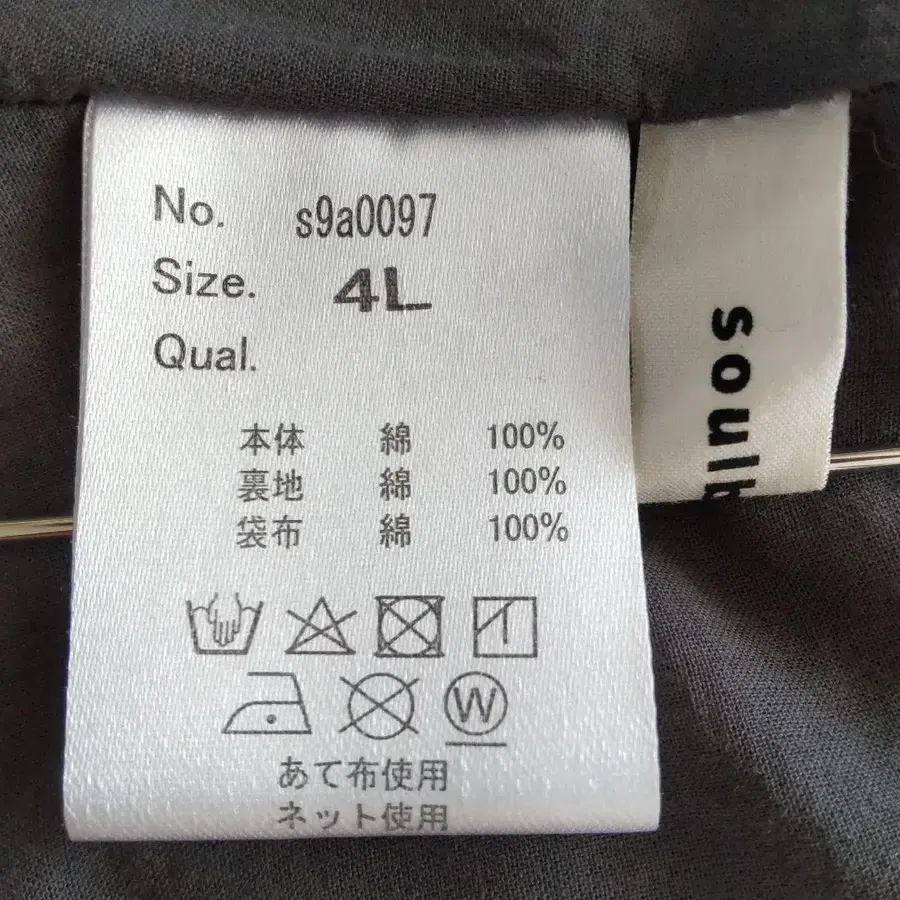 No. s9a0097
Size. 4L
Qual.
本体 綿 100%
裏地 綿 100%
袋布 綿 100%
W
あて布使用
ネット使用
soulb